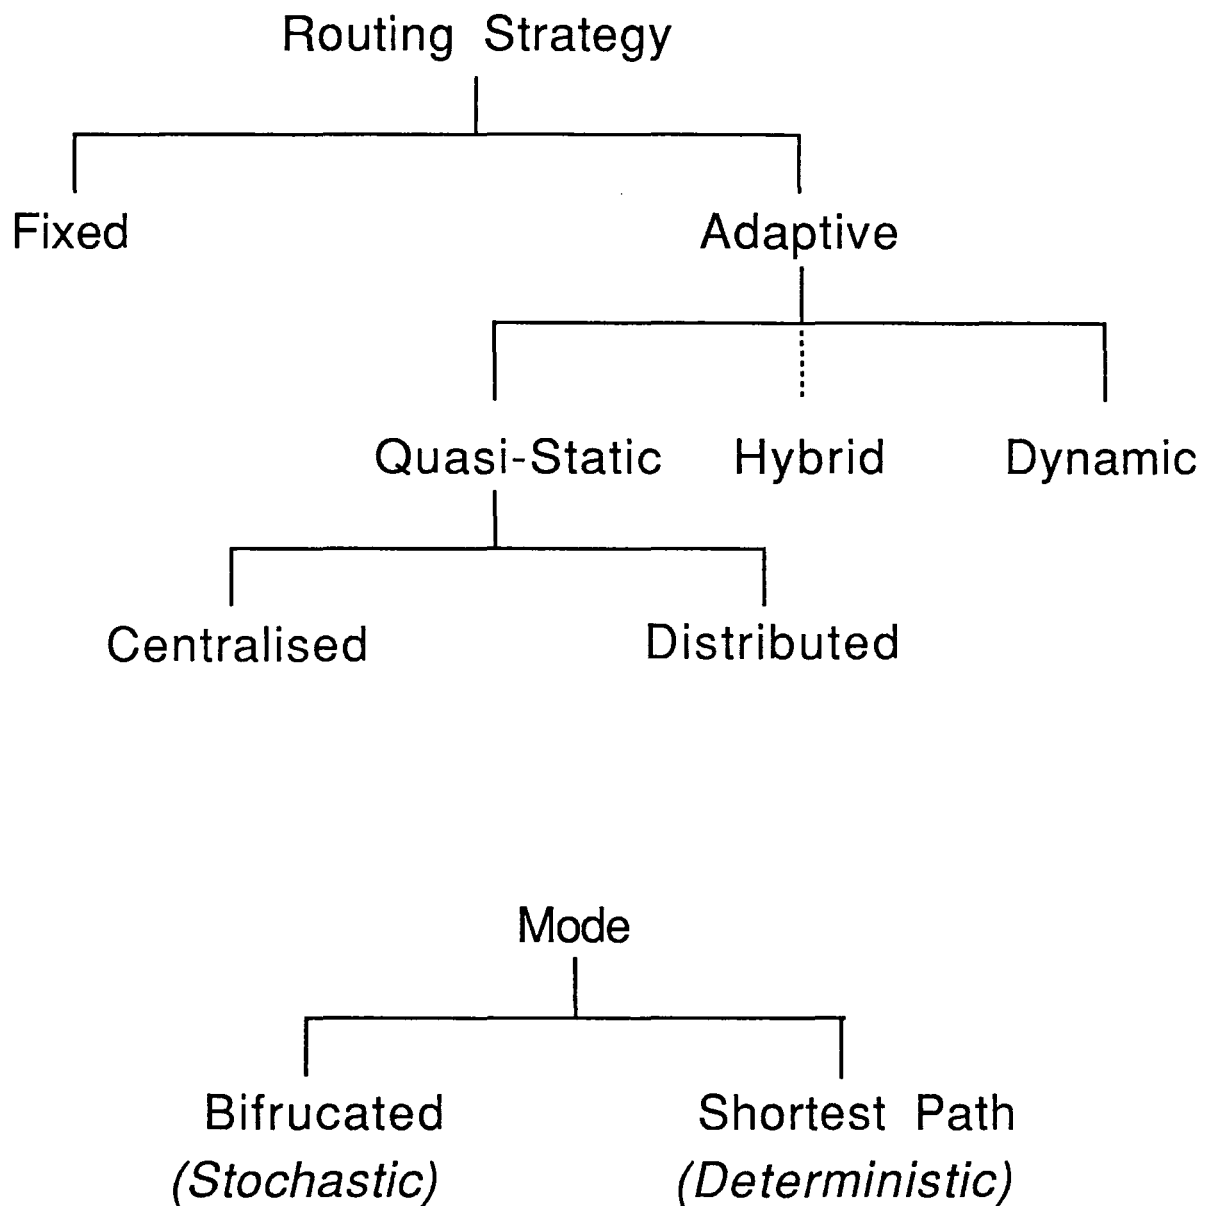 Routing Strategy
Fixed
Adaptive
Quasi-Static
Hybrid
Dynamic
Centralised
Distributed
Mode
Bifrucated
Shortest Path
(Stochastic)
(Deterministic)